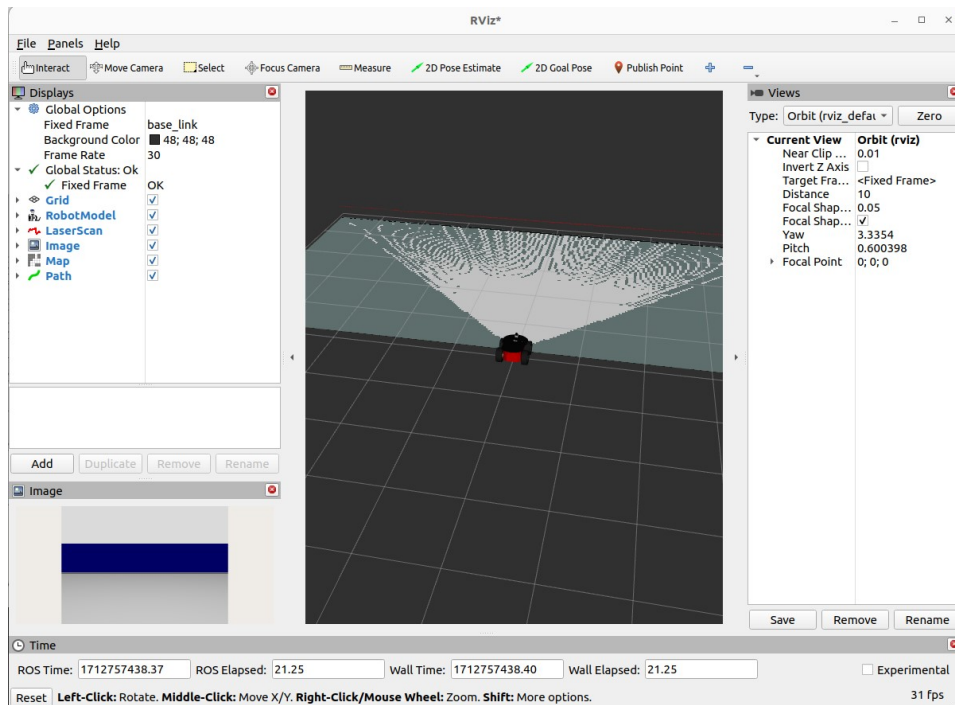 RViz*
File Panels Help
Interact Move Camera Select Focus Camera Measure 2D Pose Estimate 2D Goal Pose Publish Point
Displays
Global Options
Fixed Frame base_link
Background Color 48; 48; 48
Frame Rate 30
Global Status: Ok
Fixed Frame OK
Grid
RobotModel
LaserScan
Image
Map
Path
Add Duplicate Remove Rename
Image
Views
Type: Orbit (rviz_defau Zero
Current View Orbit (rviz)
Near Clip ... 0.01
Invert Z Axis
Target Fra... <Fixed Frame>
Distance 10
Focal Shap... 0.05
Focal Shap...
Yaw 3.3354
Pitch 0.600398
Focal Point 0; 0; 0
Save Remove Rename
Time
ROS Time: 1712757438.37 ROS Elapsed: 21.25 Wall Time: 1712757438.40 Wall Elapsed: 21.25 Experimental
Reset Left-Click: Rotate. Middle-Click: Move X/Y. Right-Click/Mouse Wheel: Zoom. Shift: More options. 31 fps